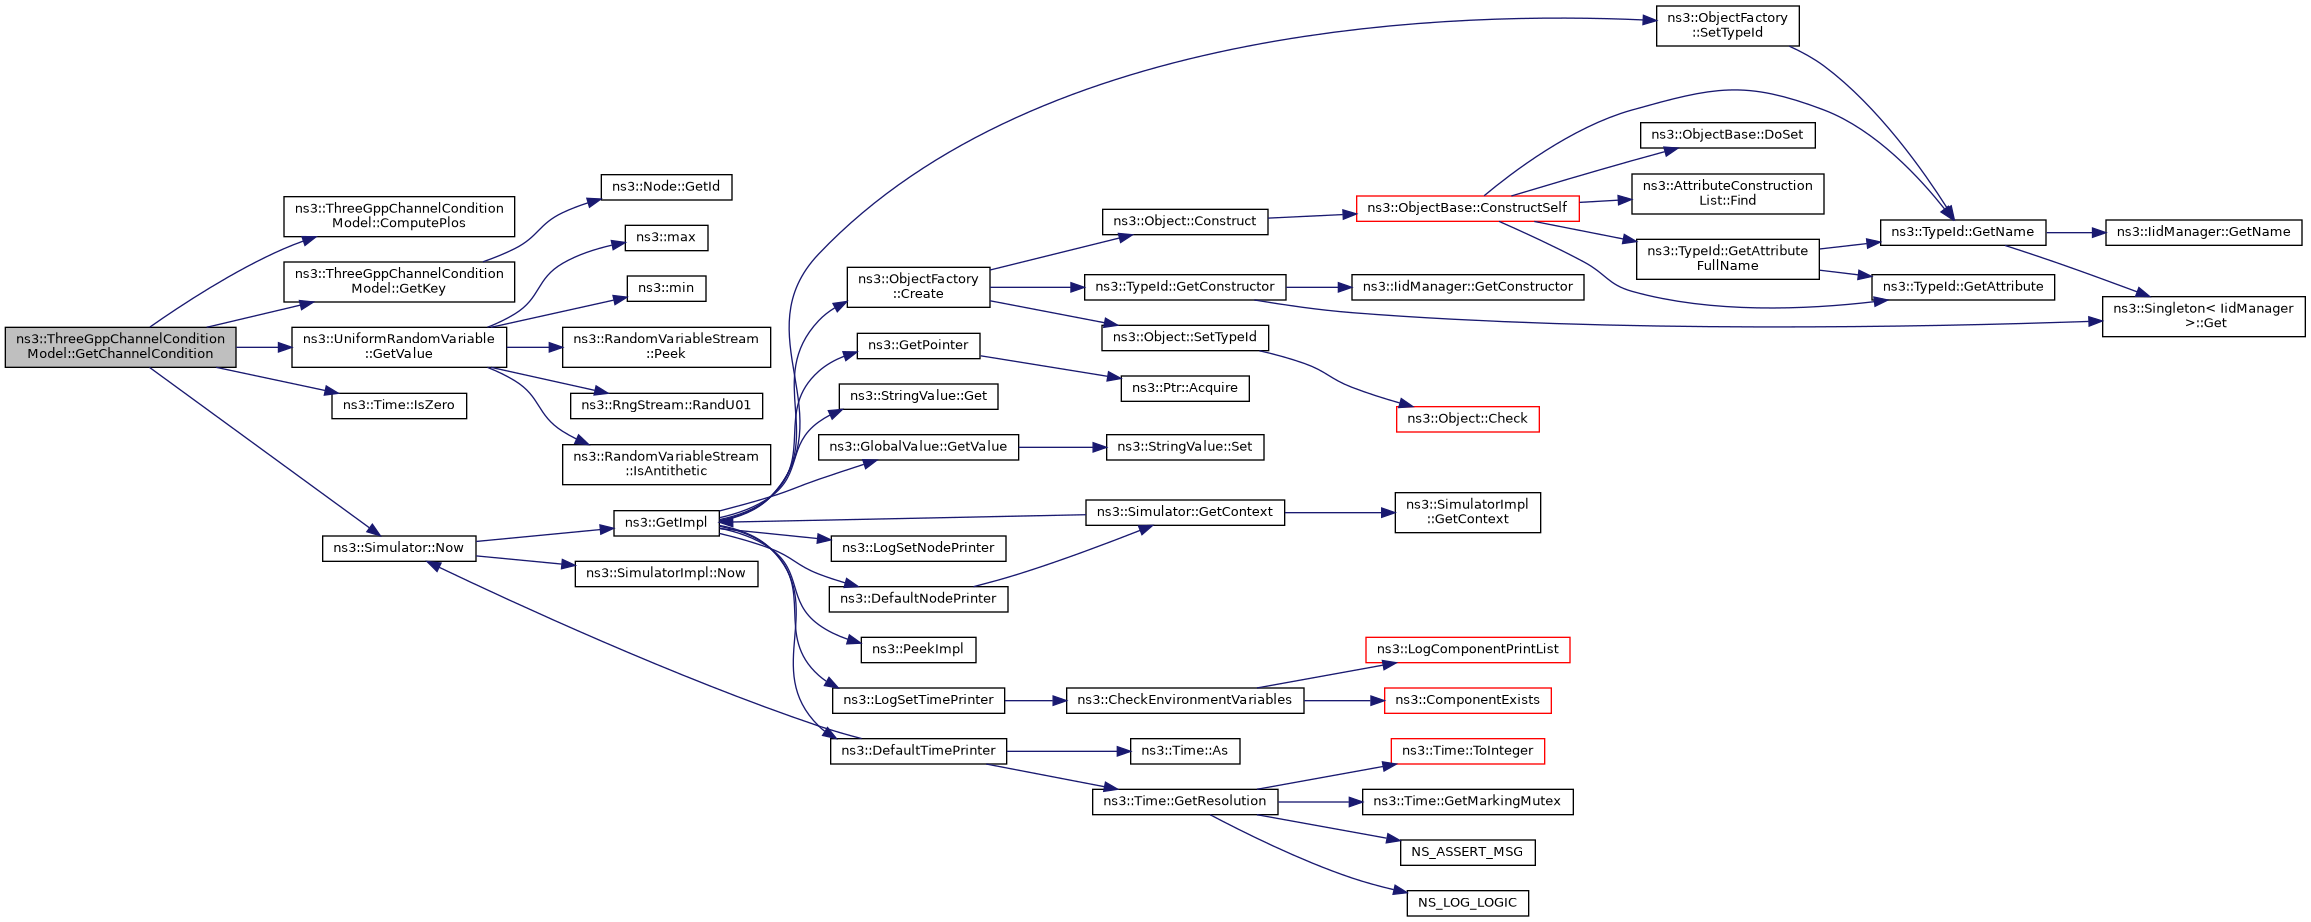 ns3::ThreeGppChannelCondition
Model::GetChannelCondition
ns3::ThreeGppChannelCondition
Model::ComputePlos
ns3::ThreeGppChannelCondition
Model::GetKey
ns3::UniformRandomVariable
::GetValue
ns3::Time::IsZero
ns3::Simulator::Now
ns3::Node::GetId
ns3::max
ns3::min
ns3::RandomVariableStream
::Peek
ns3::RngStream::RandU01
ns3::RandomVariableStream
::IsAntithetic
ns3::GetImpl
ns3::SimulatorImpl::Now
ns3::ObjectFactory
::Create
ns3::GetPointer
ns3::StringValue::Get
ns3::GlobalValue::GetValue
ns3::LogSetNodePrinter
ns3::DefaultNodePrinter
ns3::PeekImpl
ns3::LogSetTimePrinter
ns3::DefaultTimePrinter
ns3::Object::Construct
ns3::TypeId::GetConstructor
ns3::Object::SetTypeId
ns3::Ptr::Acquire
ns3::StringValue::Set
ns3::Simulator::GetContext
ns3::CheckEnvironmentVariables
ns3::Time::As
ns3::Time::GetResolution
ns3::ObjectBase::ConstructSelf
ns3::IidManager::GetConstructor
ns3::Object::Check
ns3::SimulatorImpl
::GetContext
ns3::LogComponentPrintList
ns3::ComponentExists
ns3::Time::ToInteger
ns3::Time::GetMarkingMutex
NS_ASSERT_MSG
NS_LOG_LOGIC
ns3::ObjectFactory
::SetTypeId
ns3::ObjectBase::DoSet
ns3::AttributeConstruction
List::Find
ns3::TypeId::GetAttribute
FullName
ns3::TypeId::GetName
ns3::TypeId::GetAttribute
ns3::IidManager::GetName
ns3::Singleton< IidManager
>::Get